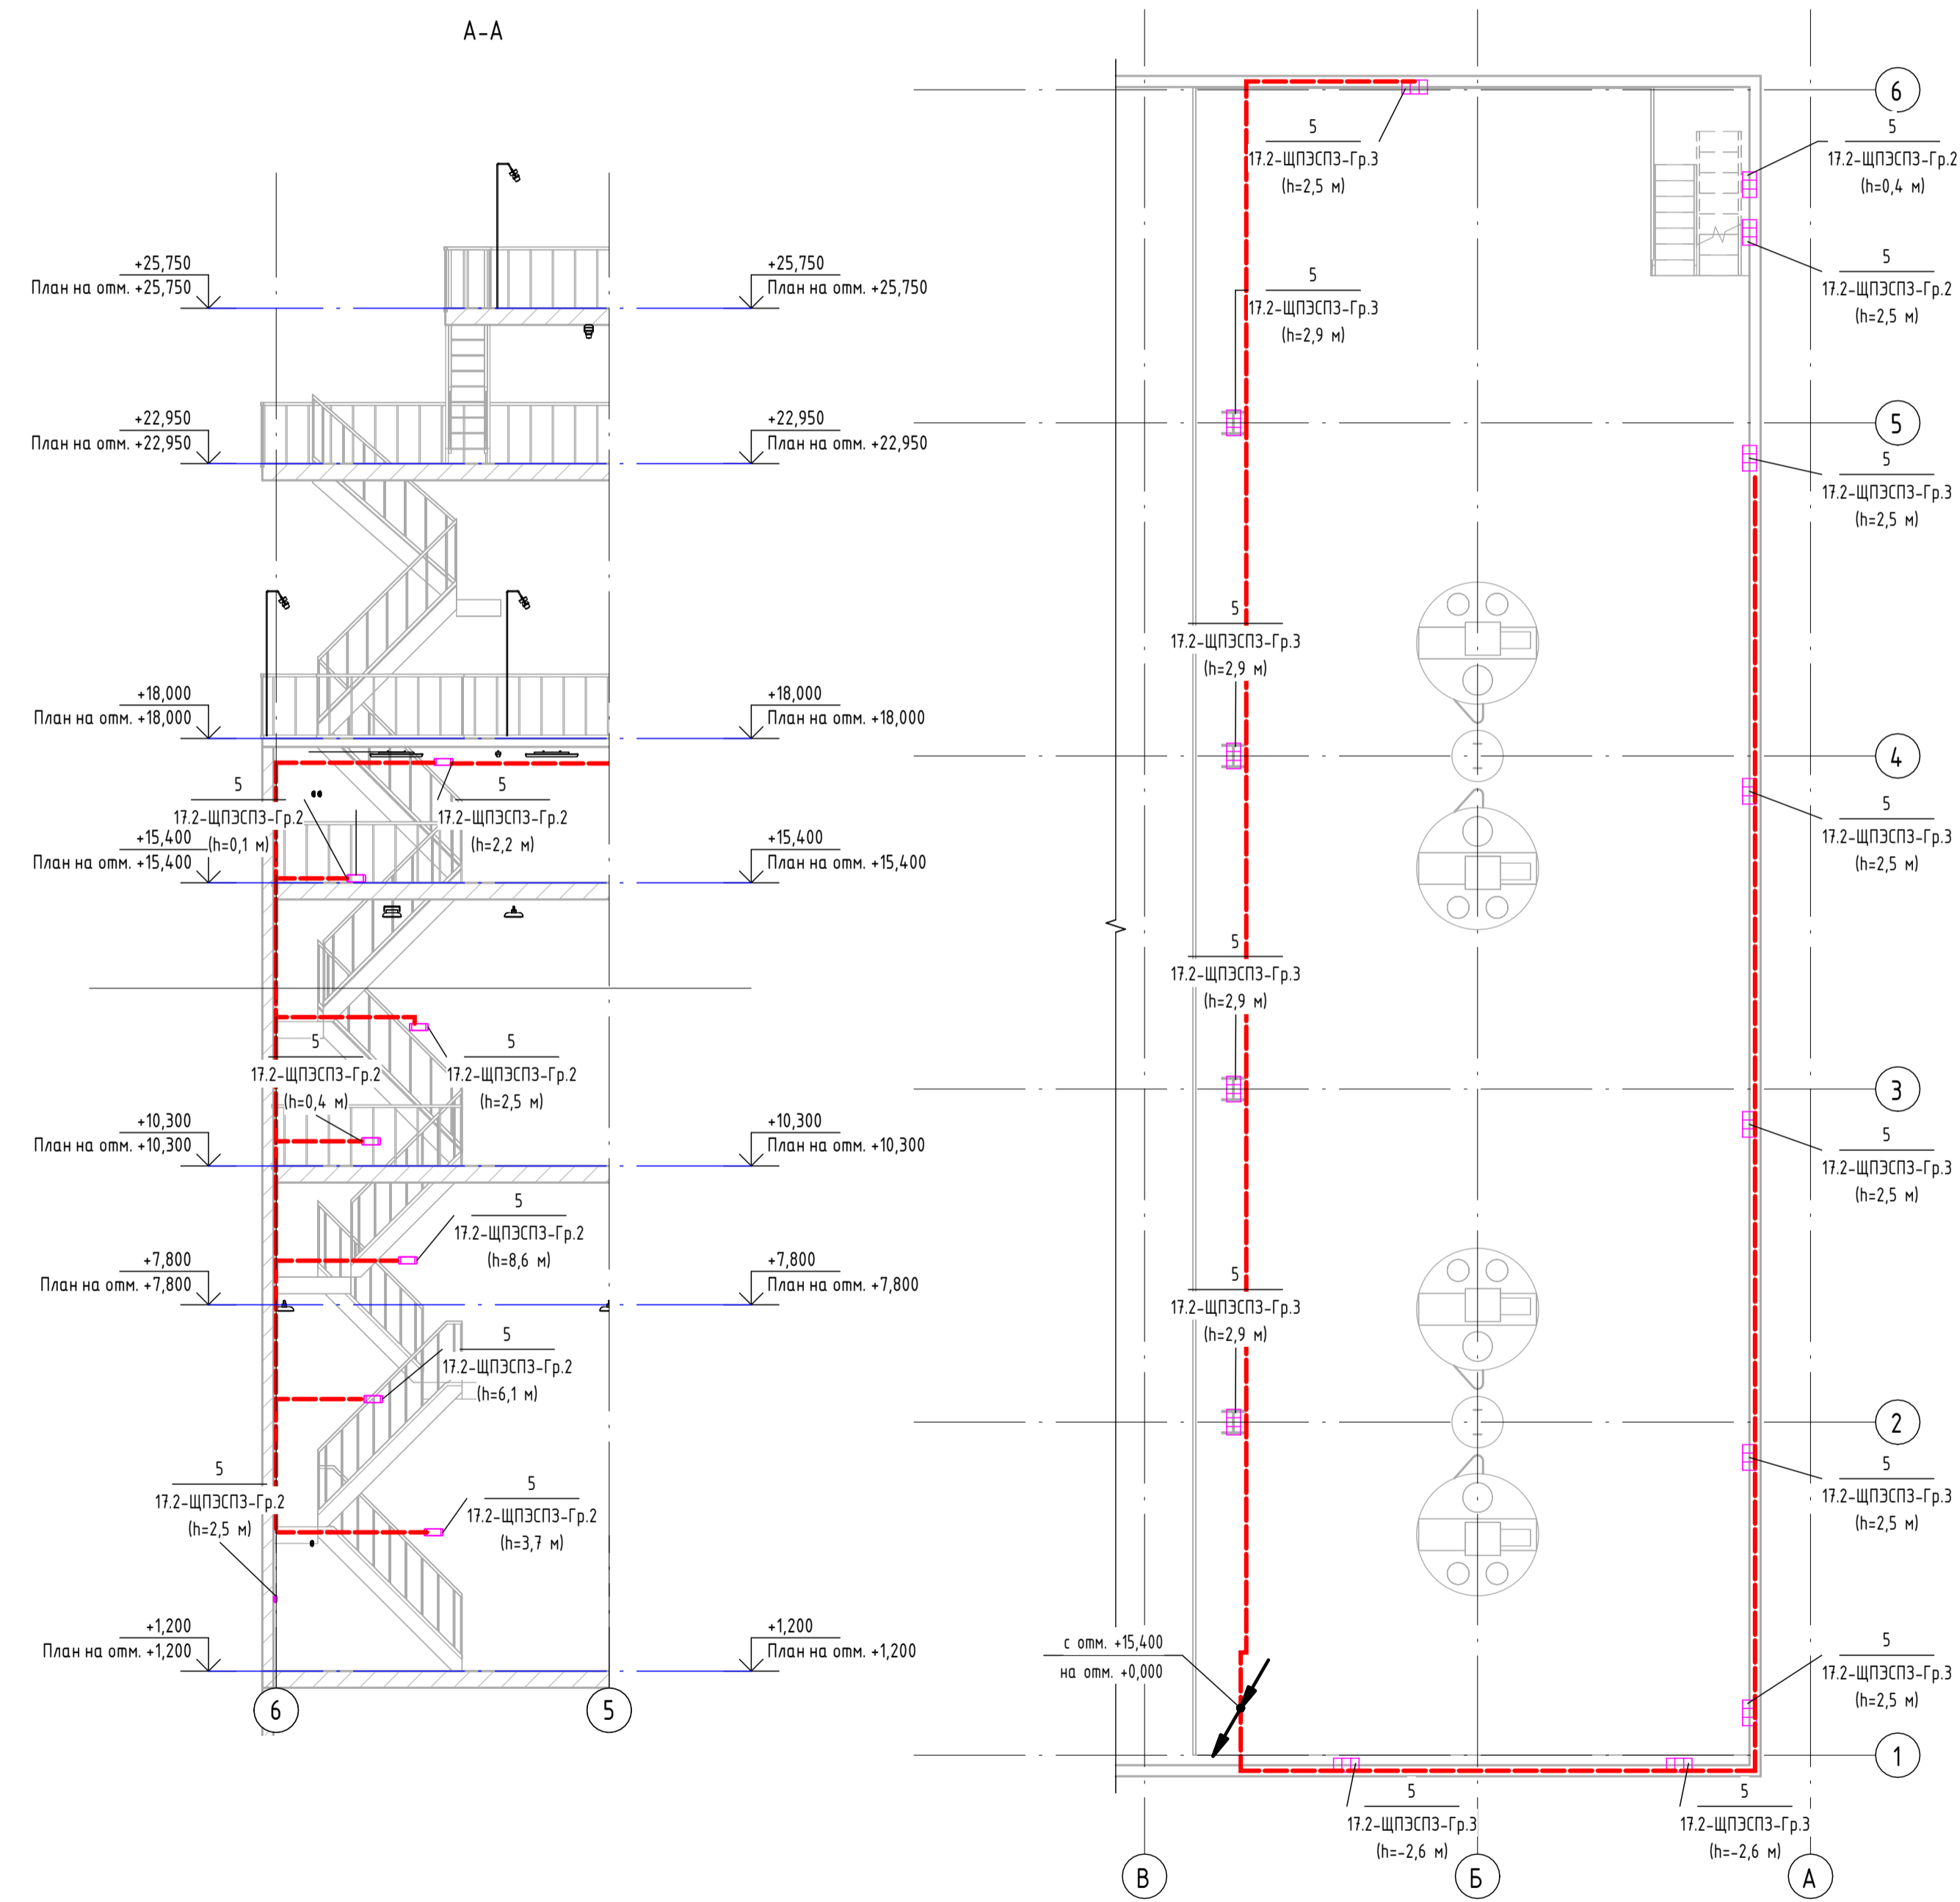 А-А
+25,750
План на отм. +25,750
+25,750
План на отм. +25,750
+22,950
План на отм. +22,950
+22,950
План на отм. +22,950
+18,000
План на отм. +18,000
+18,000
План на отм. +18,000
5
17.2-ЩПЭСПЗ-Гр.2
(h=0,1 м)
5
17.2-ЩПЭСПЗ-Гр.2
(h=2,2 м)
+15,400
План на отм. +15,400
+15,400
План на отм. +15,400
5
17.2-ЩПЭСПЗ-Гр.2
(h=0,4 м)
5
17.2-ЩПЭСПЗ-Гр.2
(h=2,5 м)
+10,300
План на отм. +10,300
+10,300
План на отм. +10,300
5
17.2-ЩПЭСПЗ-Гр.2
(h=8,6 м)
+7,800
План на отм. +7,800
+7,800
План на отм. +7,800
5
17.2-ЩПЭСПЗ-Гр.2
(h=6,1 м)
5
17.2-ЩПЭСПЗ-Гр.2
(h=2,5 м)
5
17.2-ЩПЭСПЗ-Гр.2
(h=3,7 м)
+1,200
План на отм. +1,200
+1,200
План на отм. +1,200
6
5
6
5
17.2-ЩПЭСПЗ-Гр.3
(h=2,5 м)
5
17.2-ЩПЭСПЗ-Гр.2
(h=0,4 м)
5
17.2-ЩПЭСПЗ-Гр.2
(h=2,5 м)
5
17.2-ЩПЭСПЗ-Гр.3
(h=2,9 м)
5
5
17.2-ЩПЭСПЗ-Гр.3
(h=2,5 м)
5
17.2-ЩПЭСПЗ-Гр.3
(h=2,9 м)
4
5
17.2-ЩПЭСПЗ-Гр.3
(h=2,5 м)
5
17.2-ЩПЭСПЗ-Гр.3
(h=2,9 м)
3
5
17.2-ЩПЭСПЗ-Гр.3
(h=2,5 м)
5
17.2-ЩПЭСПЗ-Гр.3
(h=2,9 м)
2
5
17.2-ЩПЭСПЗ-Гр.3
(h=2,5 м)
с отм. +15,400
на отм. +0,000
5
17.2-ЩПЭСПЗ-Гр.3
(h=2,5 м)
1
5
17.2-ЩПЭСПЗ-Гр.3
(h=-2,6 м)
5
17.2-ЩПЭСПЗ-Гр.3
(h=-2,6 м)
В
Б
А